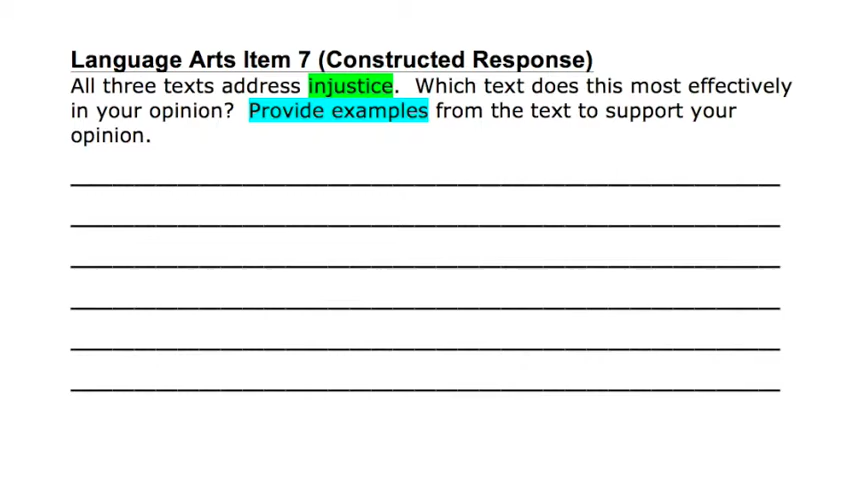 Language Arts Item 7 (Constructed Response)
All three texts address injustice.  Which text does this most effectively
in your opinion?  Provide examples from the text to support your
opinion.